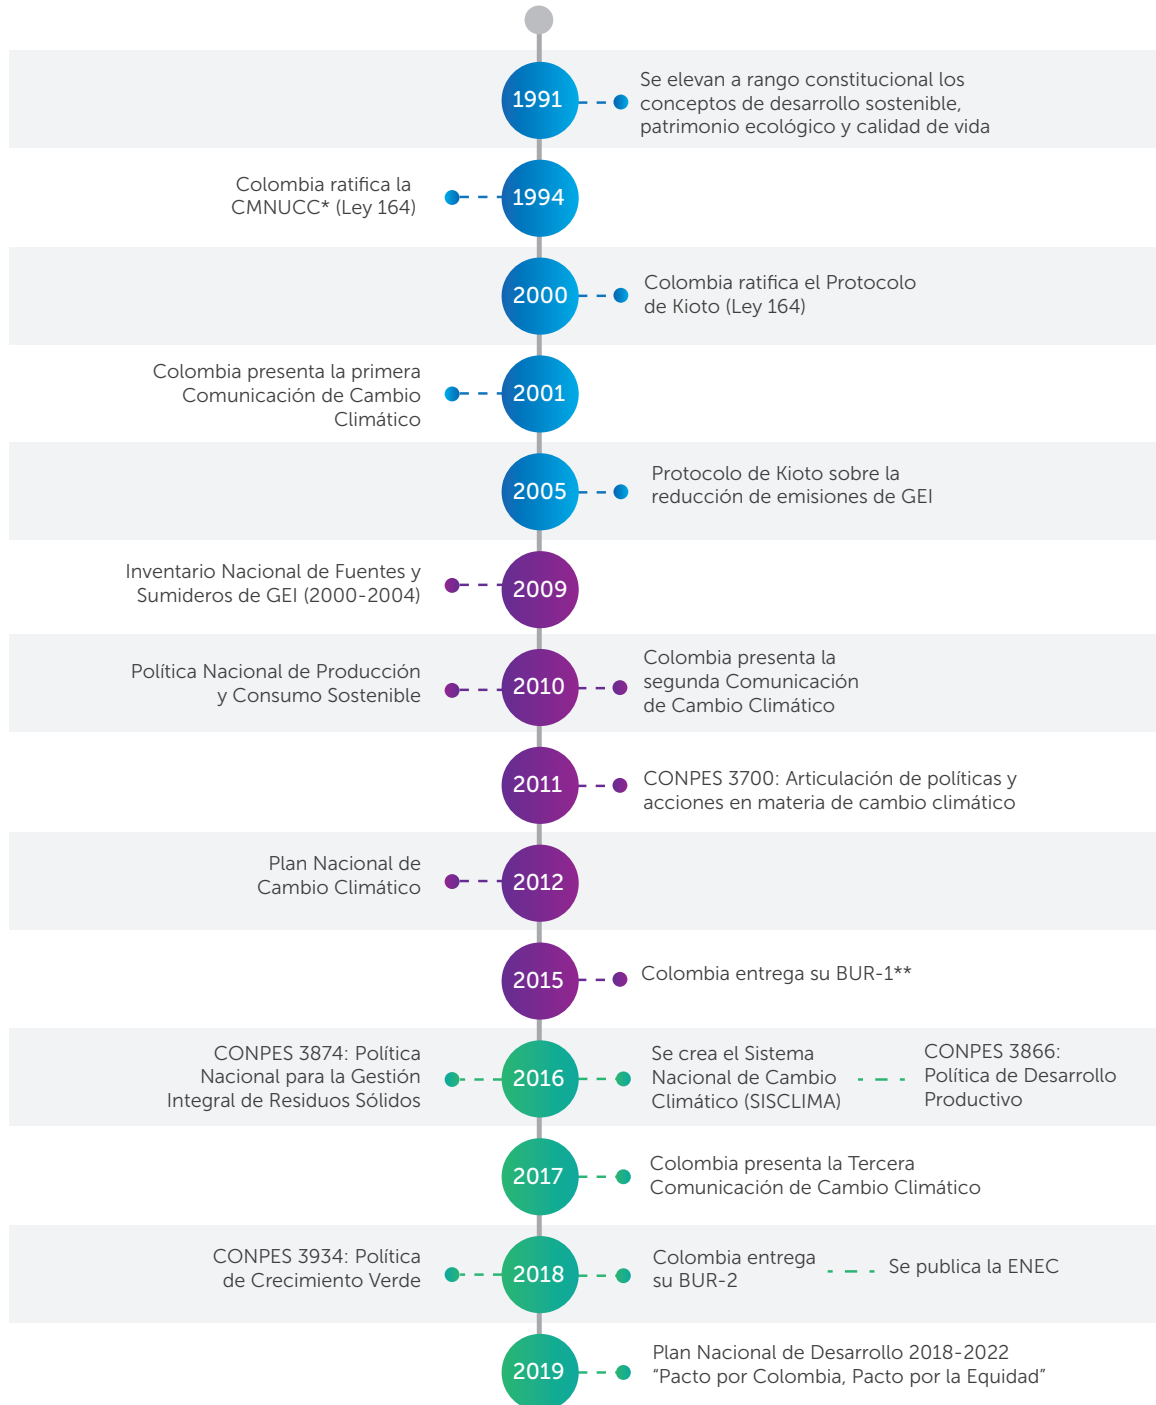 1991
Se elevan a rango constitucional los
conceptos de desarrollo sostenible,
patrimonio ecológico y calidad de vida
Colombia ratifica la
CMNUCC* (Ley 164)
1994
2000
Colombia ratifica el Protocolo
de Kioto (Ley 164)
Colombia presenta la primera
Comunicación de Cambio
Climático
2001
2005
Protocolo de Kioto sobre la
reducción de emisiones de GEI
Inventario Nacional de Fuentes y
Sumideros de GEI (2000-2004)
2009
Política Nacional de Producción
y Consumo Sostenible
2010
Colombia presenta la
segunda Comunicación
de Cambio Climático
2011
CONPES 3700: Articulación de políticas y
acciones en materia de cambio climático
Plan Nacional de
Cambio Climático
2012
2015
Colombia entrega su BUR-1**
CONPES 3874: Política
Nacional para la Gestión
Integral de Residuos Sólidos
2016
Se crea el Sistema
Nacional de Cambio
Climático (SISCLIMA)
CONPES 3866:
Política de Desarrollo
Productivo
2017
Colombia presenta la Tercera
Comunicación de Cambio Climático
CONPES 3934: Política
de Crecimiento Verde
2018
Colombia entrega
su BUR-2
Se publica la ENEC
2019
Plan Nacional de Desarrollo 2018-2022
“Pacto por Colombia, Pacto por la Equidad”